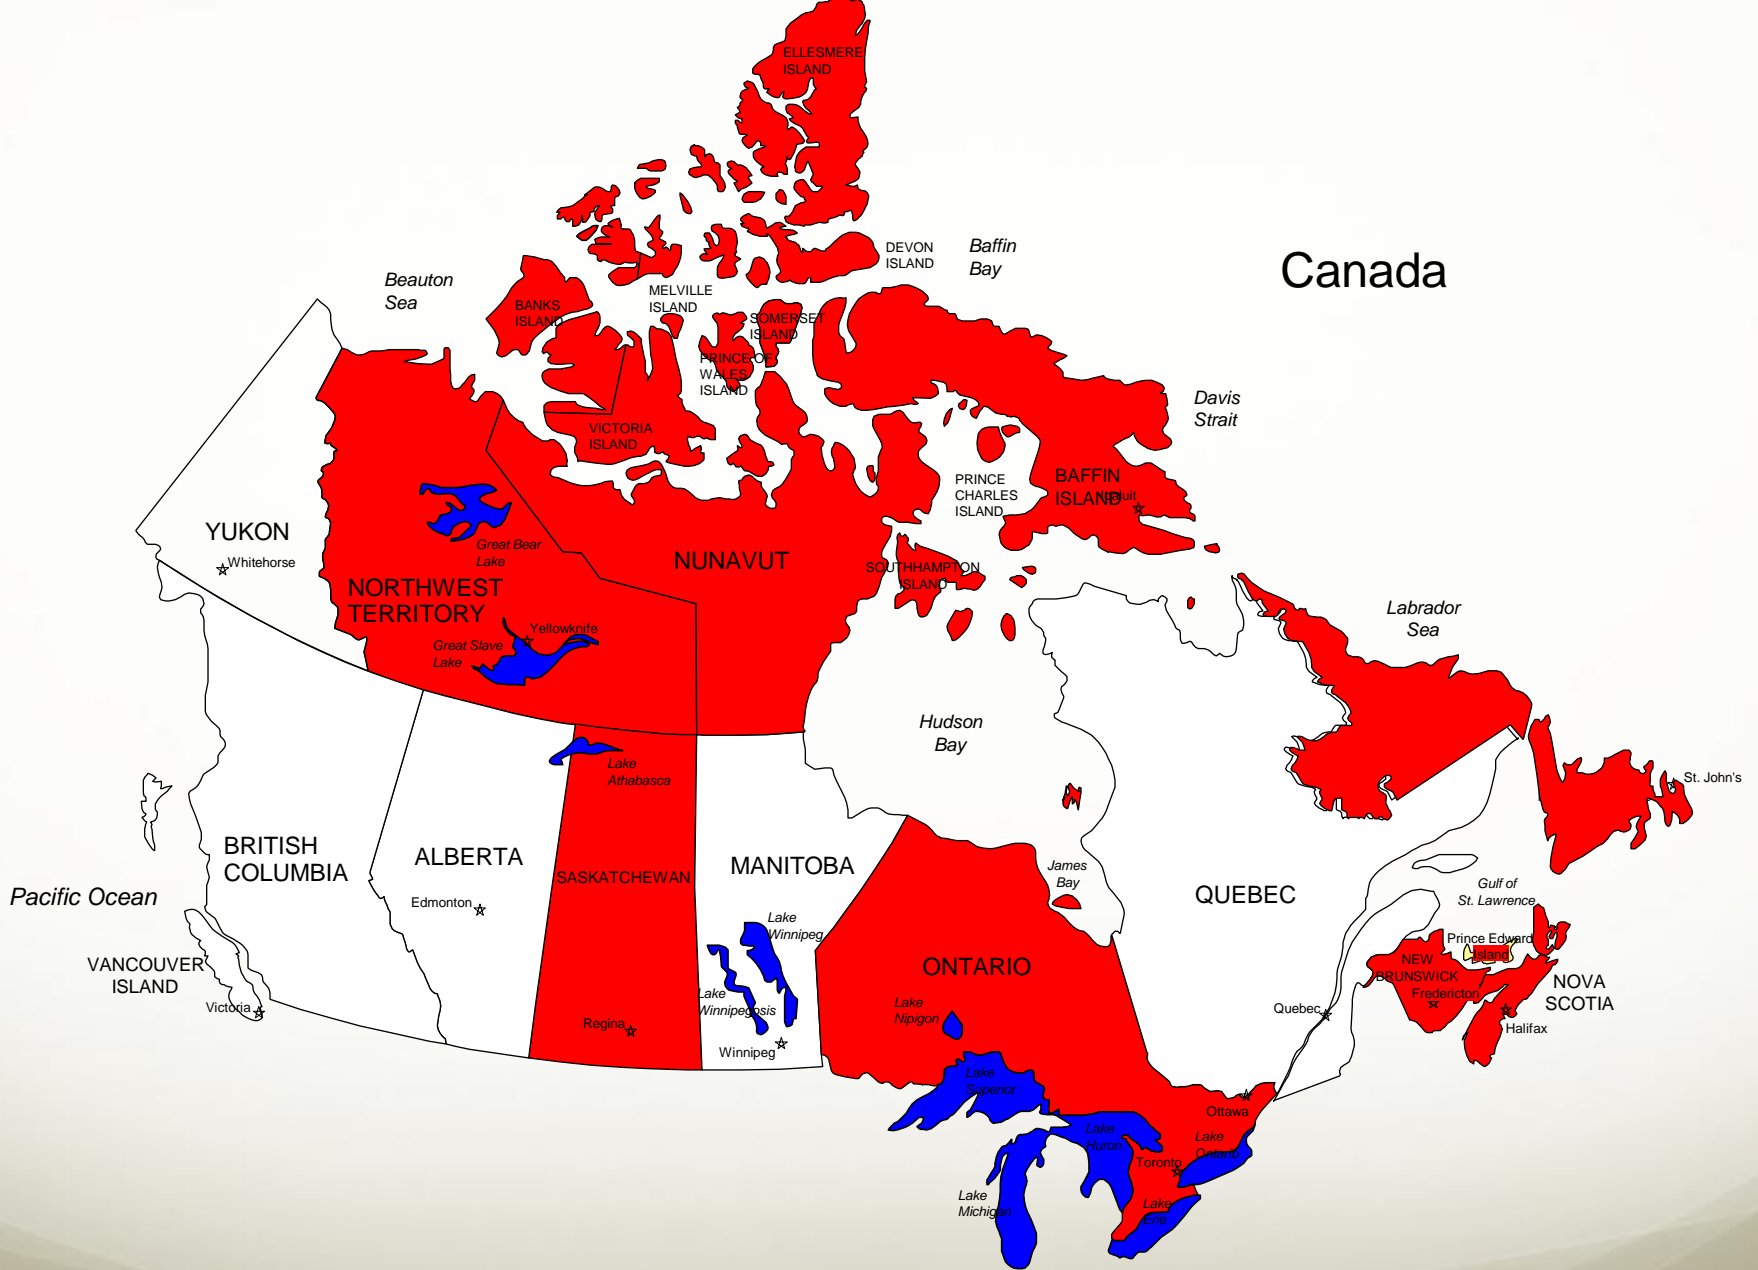 ELLESMERE
ISLAND
Canada
DEVON
ISLAND
Baffin
Bay
Beauton
Sea
MELVILLE
ISLAND
BANKS
ISLAND
SOMERSET
ISLAND
PRINCE OF
WALES
ISLAND
Davis
Strait
VICTORIA
ISLAND
PRINCE
CHARLES
ISLAND
BAFFIN
ISLAND
Iqaluit
YUKON
Whitehorse
Great Bear
Lake
NUNAVUT
SOUTHHAMPTON
ISLAND
NORTHWEST
TERRITORY
Yellowknife
Great Slave
Lake
Labrador
Sea
Hudson
Bay
Lake
Athabasca
St. John's
BRITISH
COLUMBIA
ALBERTA
SASKATCHEWAN
MANITOBA
James
Bay
QUEBEC
Gulf of
St. Lawrence
Pacific Ocean
Edmonton
Lake
Winnipeg
Prince Edward
Island
VANCOUVER
ISLAND
ONTARIO
NEW
BRUNSWICK
Fredericton
NOVA
SCOTIA
Victoria
Lake
Winnipegosis
Lake
Nipigon
Quebec
Halifax
Regina
Winnipeg
Lake
Superior
Ottawa
Lake
Huron
Lake
Ontario
Toronto
Lake
Michigan
Lake
Erie